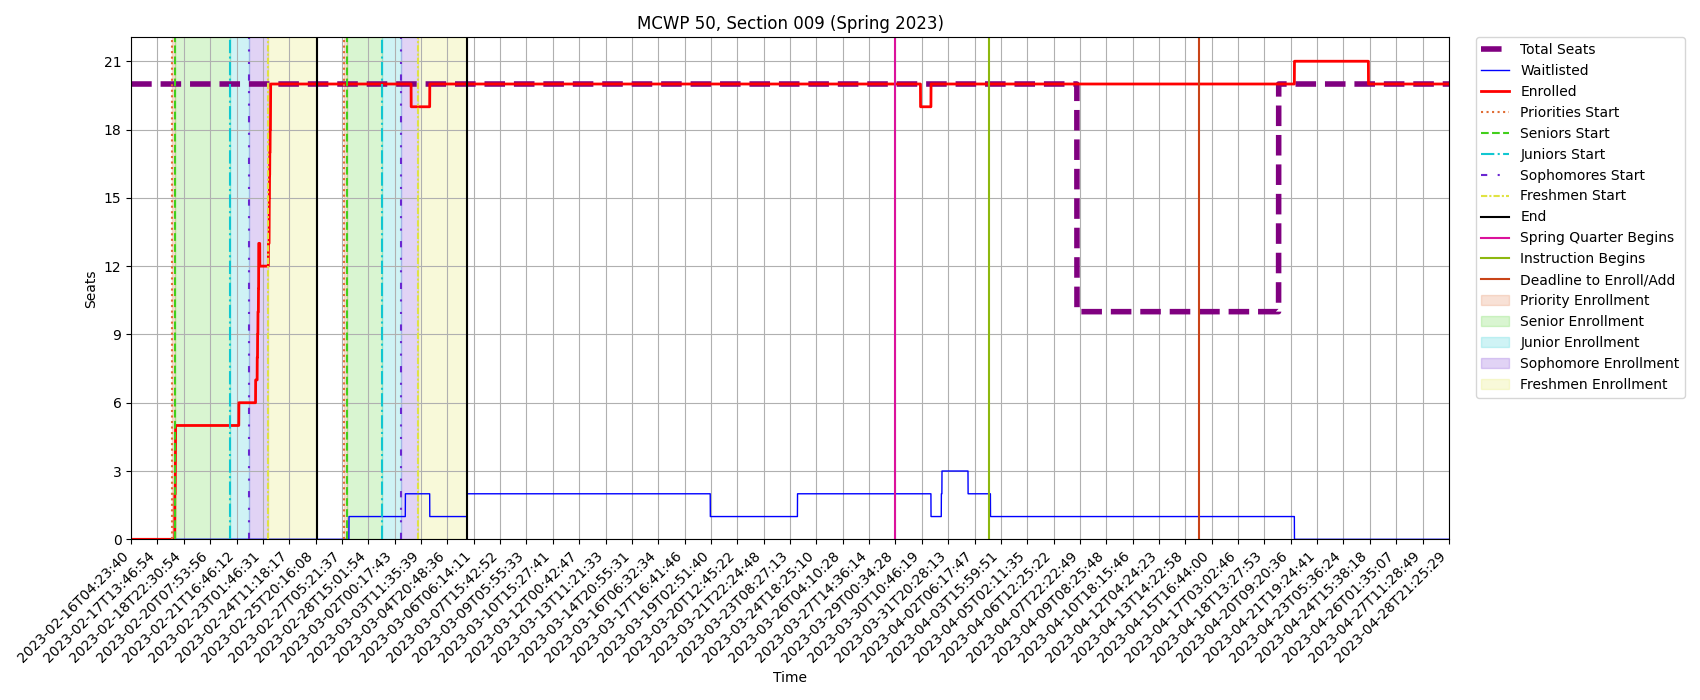 MCWP 50, Section 009 (Spring 2023)
Seats
21
18
15
12
9
6
3
0
2023-02-16T04:23:40
2023-02-17T13:46:54
2023-02-18T22:30:54
2023-02-20T07:53:56
2023-02-21T16:46:12
2023-02-23T01:46:31
2023-02-24T11:18:17
2023-02-25T20:16:08
2023-02-27T05:21:37
2023-02-28T15:01:54
2023-03-02T00:17:43
2023-03-03T11:35:39
2023-03-04T20:48:36
2023-03-06T06:14:11
2023-03-07T15:42:52
2023-03-09T05:55:33
2023-03-10T15:27:41
2023-03-12T00:42:47
2023-03-13T11:21:33
2023-03-14T20:55:31
2023-03-16T06:32:34
2023-03-17T16:41:46
2023-03-19T02:51:40
2023-03-20T12:45:22
2023-03-21T22:24:48
2023-03-23T08:27:13
2023-03-24T18:25:10
2023-03-26T04:10:28
2023-03-27T14:36:14
2023-03-29T00:34:28
2023-03-30T10:46:19
2023-03-31T20:28:13
2023-04-02T06:17:47
2023-04-03T15:59:51
2023-04-05T02:11:35
2023-04-06T12:25:22
2023-04-07T22:22:49
2023-04-09T08:25:48
2023-04-10T18:15:46
2023-04-12T04:24:23
2023-04-13T14:22:58
2023-04-15T16:44:00
2023-04-17T03:02:46
2023-04-18T13:27:53
2023-04-20T09:20:36
2023-04-21T19:24:41
2023-04-23T05:36:24
2023-04-24T15:38:18
2023-04-26T01:35:07
2023-04-27T11:28:49
2023-04-28T21:25:29
Time
Total Seats
Waitlisted
Enrolled
Priorities Start
Seniors Start
Juniors Start
Sophomores Start
Freshmen Start
End
Spring Quarter Begins
Instruction Begins
Deadline to Enroll/Add
Priority Enrollment
Senior Enrollment
Junior Enrollment
Sophomore Enrollment
Freshmen Enrollment